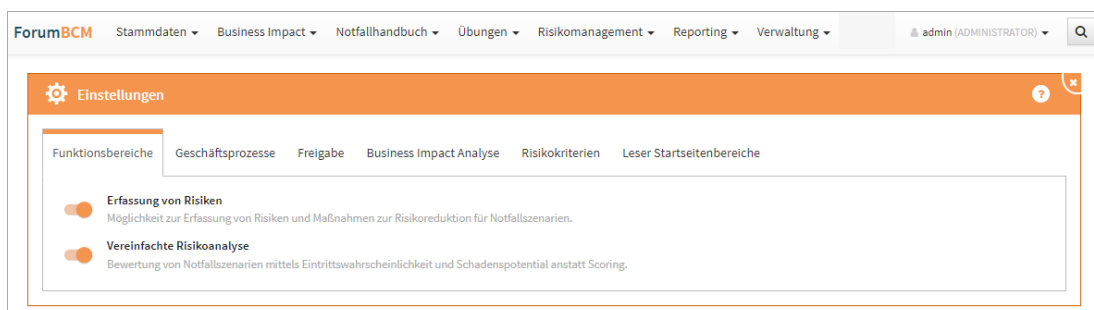 ForumBCM Stammdaten Business Impact Notfallhandbuch Übungen Risikomanagement Reporting Verwaltung admin (ADMINISTRATOR)
Einstellungen ?
Funktionsbereiche Geschäftsprozesse Freigabe Business Impact Analyse Risikokriterien Leser Startseitenbereiche
Erfassung von Risiken
Möglichkeit zur Erfassung von Risiken und Maßnahmen zur Risikoreduktion für Notfallszenarien.
Vereinfachte Risikoanalyse
Bewertung von Notfallszenarien mittels Eintrittswahrscheinlichkeit und Schadenspotential anstatt Scoring.